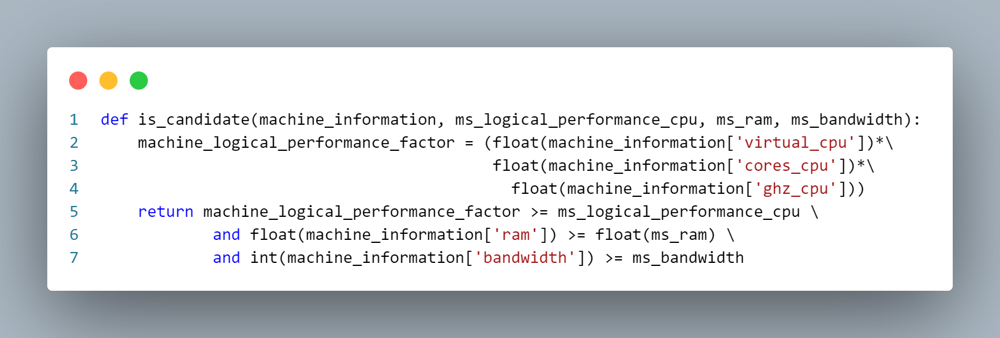 1 def is_candidate(machine_information, ms_logical_performance_cpu, ms_ram, ms_bandwidth):
2     machine_logical_performance_factor = (float(machine_information['virtual_cpu'])*\
3                                           float(machine_information['cores_cpu'])*\
4                                             float(machine_information['ghz_cpu']))
5     return machine_logical_performance_factor >= ms_logical_performance_cpu \
6             and float(machine_information['ram']) >= float(ms_ram) \
7             and int(machine_information['bandwidth']) >= ms_bandwidth